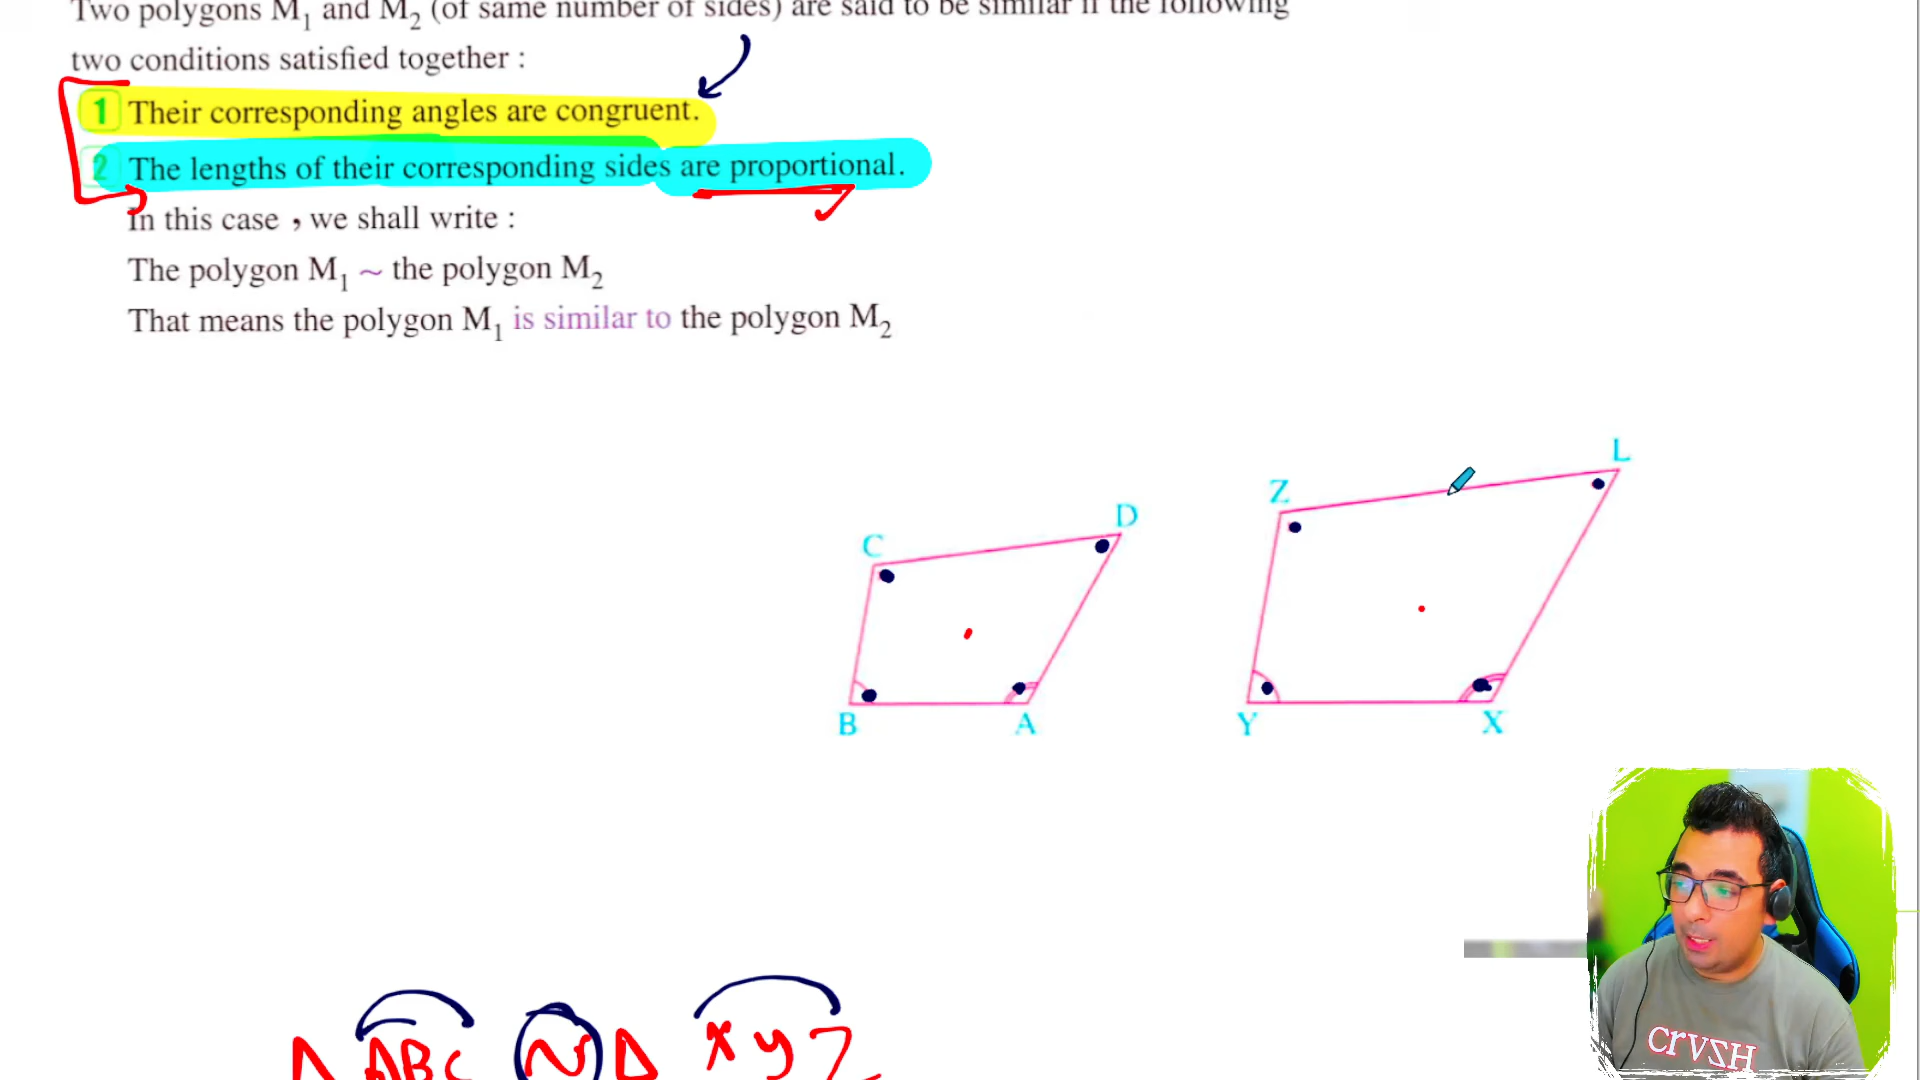 Two polygons M1 and M2 (of same number of sides) are said to be similar if the following
two conditions satisfied together :
1 Their corresponding angles are congruent.
2 The lengths of their corresponding sides are proportional.
In this case , we shall write :
The polygon M1 ~ the polygon M2
That means the polygon M1 is similar to the polygon M2
L
Z
D
C
B A Y X
Δ ABC ~ Δ xyz
CRVSH